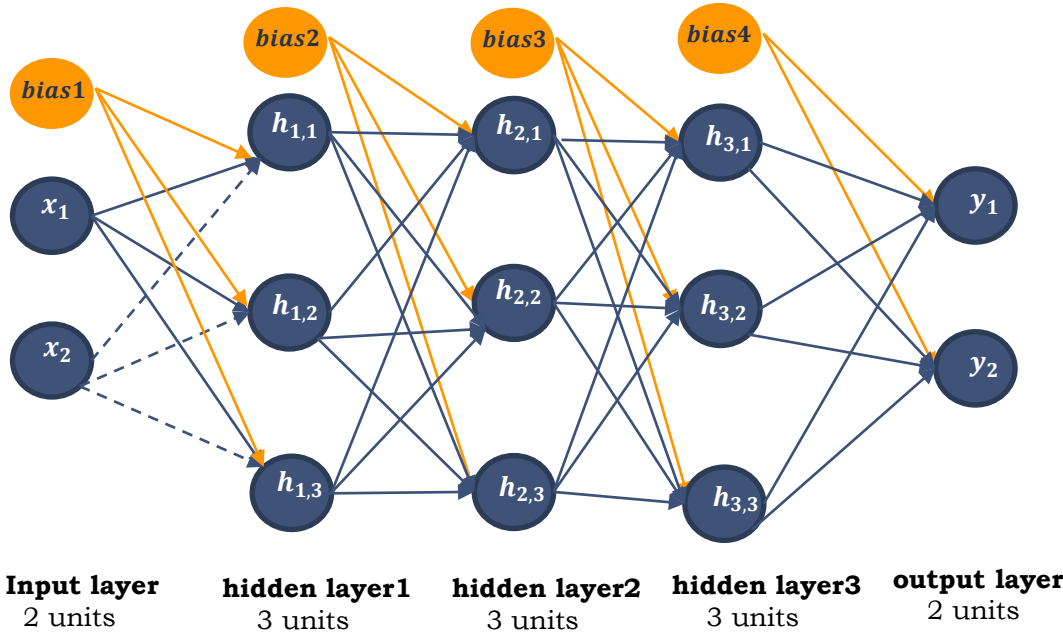 bias1
bias2
bias3
bias4
x₁
x₂
h₁,₁
h₁,₂
h₁,₃
h₂,₁
h₂,₂
h₂,₃
h₃,₁
h₃,₂
h₃,₃
y₁
y₂
Input layer
2 units
hidden layer1
3 units
hidden layer2
3 units
hidden layer3
3 units
output layer
2 units